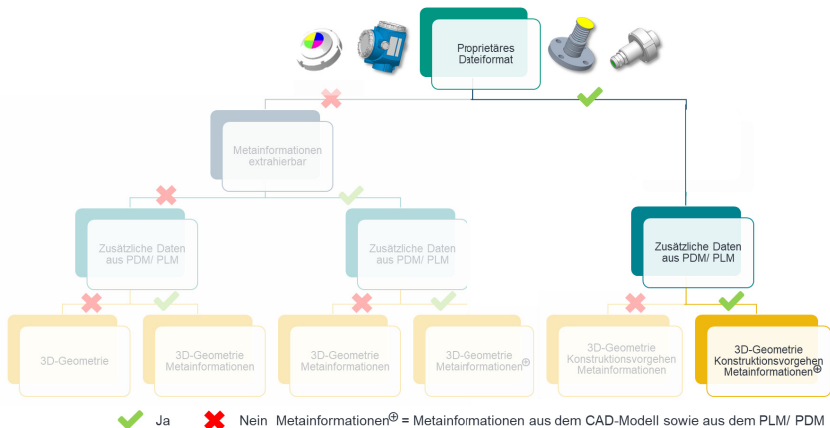 Proprietäres
Dateiformat
Metainformationen
extrahierbar
Zusätzliche Daten
aus PDM/ PLM
Zusätzliche Daten
aus PDM/ PLM
Zusätzliche Daten
aus PDM/ PLM
3D-Geometrie
3D-Geometrie
Metainformationen
3D-Geometrie
Metainformationen
3D-Geometrie
Metainformationen⊕
3D-Geometrie
Konstruktionsvorgehen
Metainformationen
3D-Geometrie
Konstruktionsvorgehen
Metainformationen⊕
Ja Nein Metainformationen⊕ = Metainformationen aus dem CAD-Modell sowie aus dem PLM/ PDM